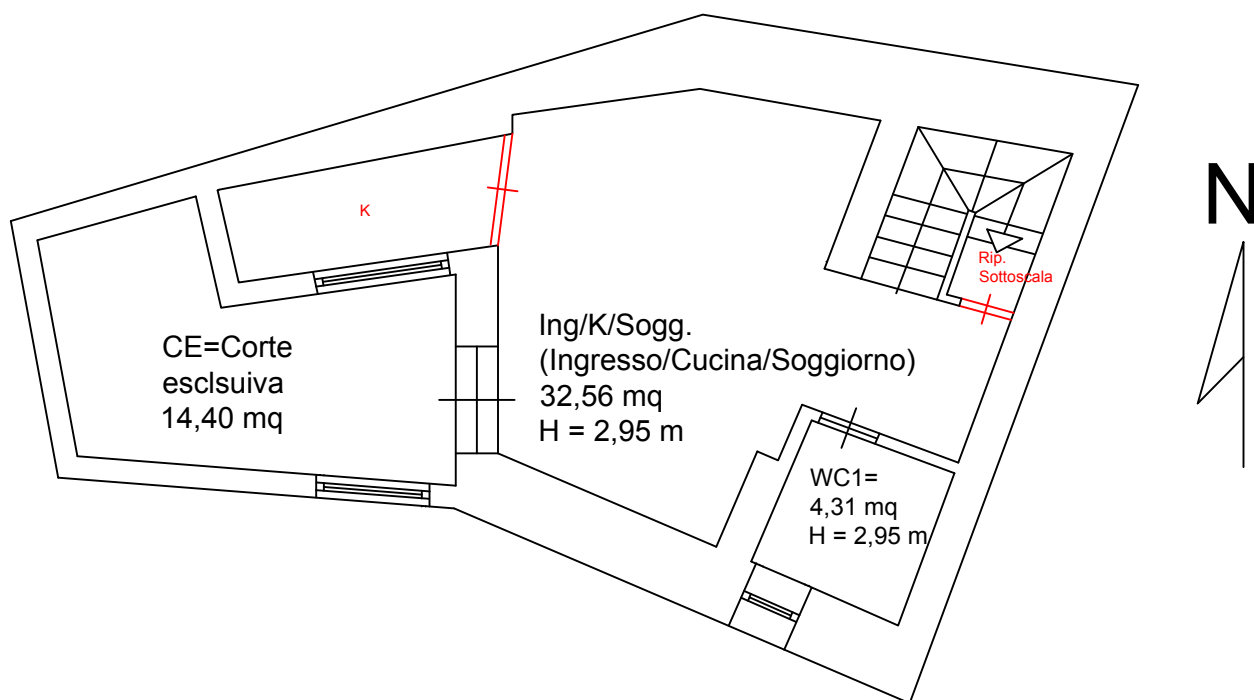 N
K
Rip.
Sottoscala
CE=Corte
esclsuiva
14,40 mq
Ing/K/Sogg.
(Ingresso/Cucina/Soggiorno)
32,56 mq
H = 2,95 m
WC1=
4,31 mq
H = 2,95 m